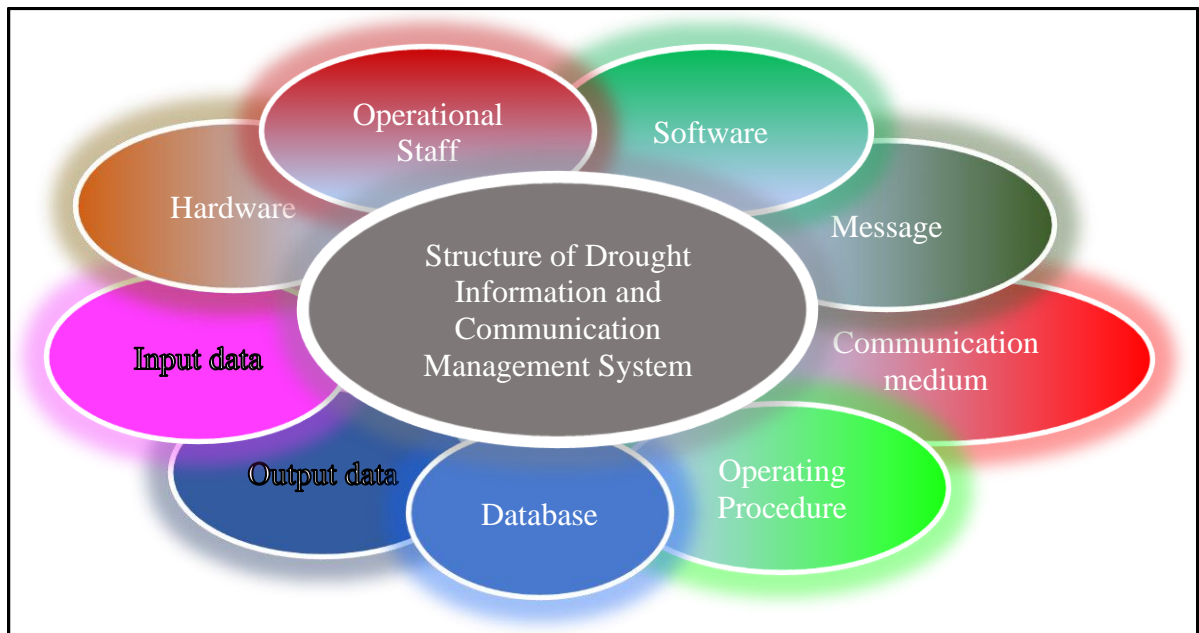 Operational
Staff
Software
Hardware
Message
Structure of Drought
Information and
Communication
Management System
Input data
Communication
medium
Output data
Database
Operating
Procedure